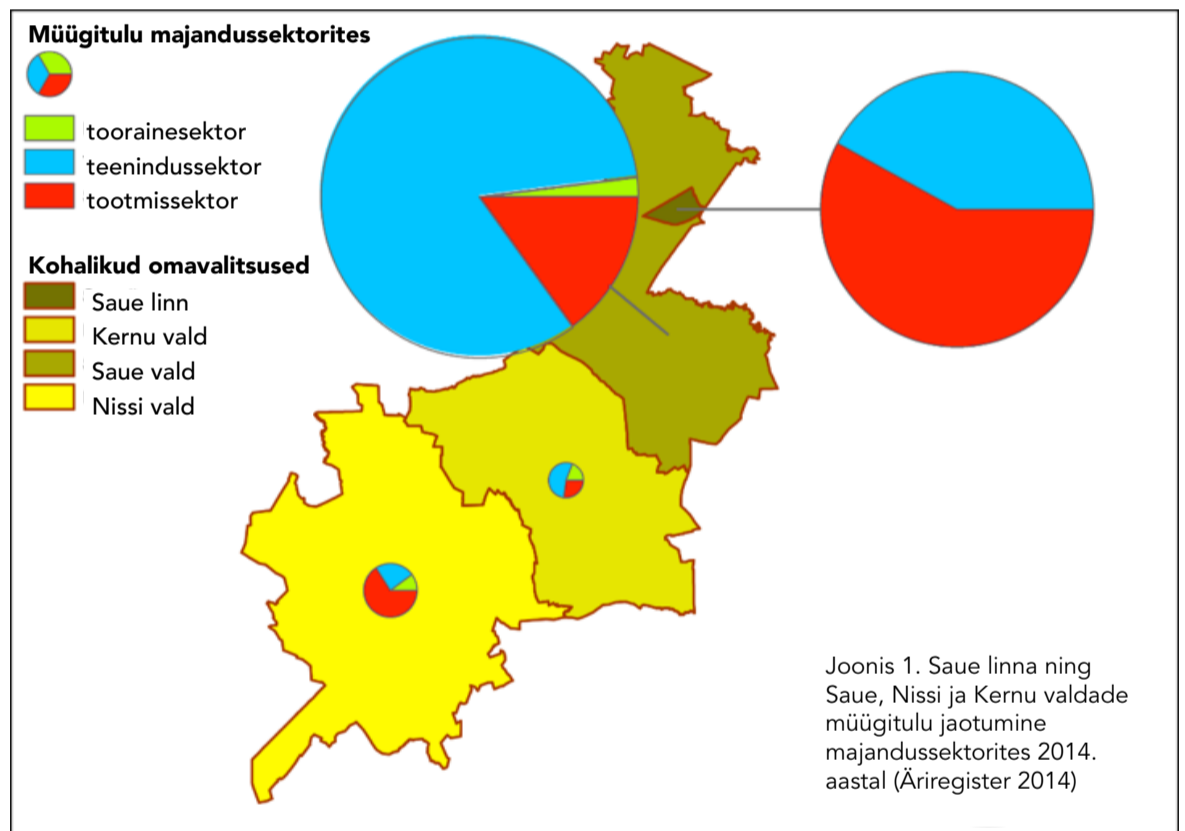 Müügitulu majandussektorites
toorainesektor
teenindussektor
tootmissektor
Kohalikud omavalitsused
Saue linn
Kernu vald
Saue vald
Nissi vald
Joonis 1. Saue linna ning
Saue, Nissi ja Kernu valdade
müügitulu jaotumine
majandussektorites 2014.
aastal (Äriregister 2014)